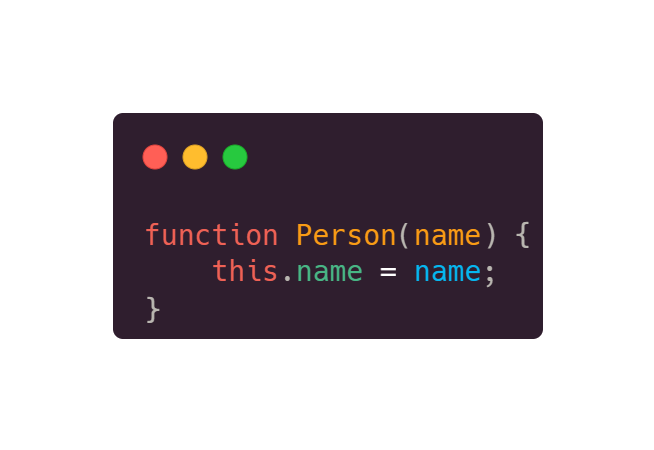 function Person(name) {
    this.name = name;
}